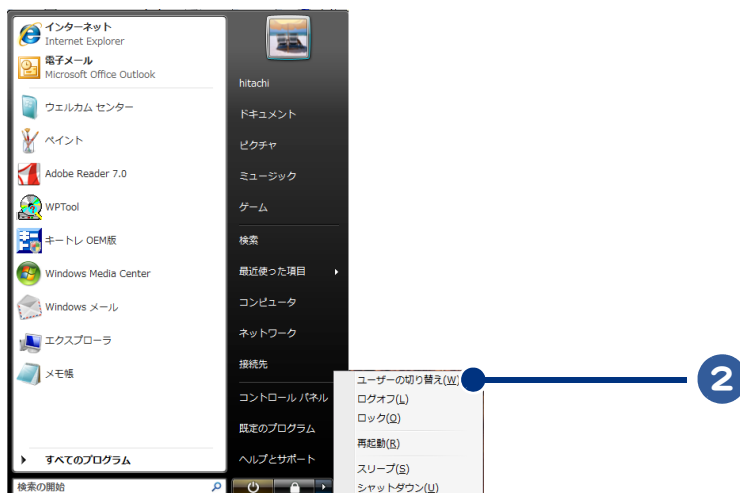 インターネット
Internet Explorer
電子メール
Microsoft Office Outlook
ウェルカム センター
ペイント
Adobe Reader 7.0
WPTool
キートレ OEM版
Windows Media Center
Windows メール
エクスプローラ
メモ帳
すべてのプログラム
検索の開始
hitachi
ドキュメント
ピクチャ
ミュージック
ゲーム
検索
最近使った項目
コンピュータ
ネットワーク
接続先
コントロール パネル
既定のプログラム
ヘルプとサポート
ユーザーの切り替え(W)
ログオフ(L)
ロック(O)
再起動(R)
スリープ(S)
シャットダウン(U)
2